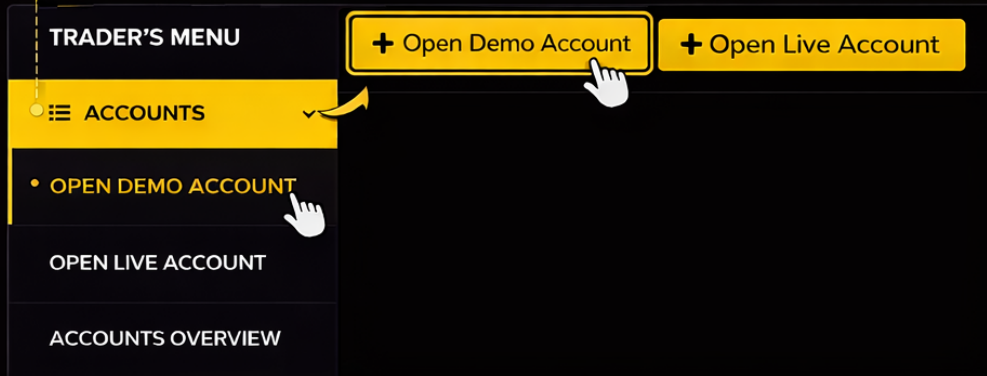 TRADER'S MENU
+ Open Demo Account
+ Open Live Account
ACCOUNTS
OPEN DEMO ACCOUNT
OPEN LIVE ACCOUNT
ACCOUNTS OVERVIEW